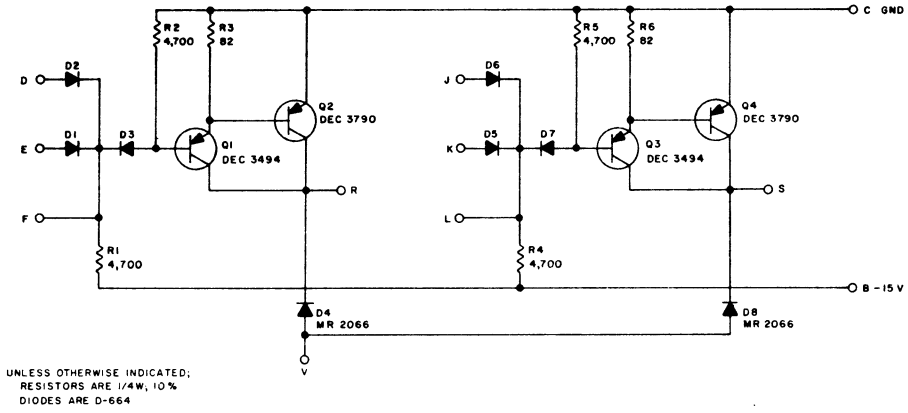 R2
4,700
R3
82
R5
4,700
R6
82
C GND
D
D2
J
D6
Q2
DEC 3790
Q4
DEC 3790
E
D1
D3
Q1
DEC 3494
K
D5
D7
Q3
DEC 3494
R
S
F
L
R1
4,700
R4
4,700
B -15V
D4
MR 2066
D8
MR 2066
V
UNLESS OTHERWISE INDICATED;
RESISTORS ARE 1/4W; 10%
DIODES ARE D-664